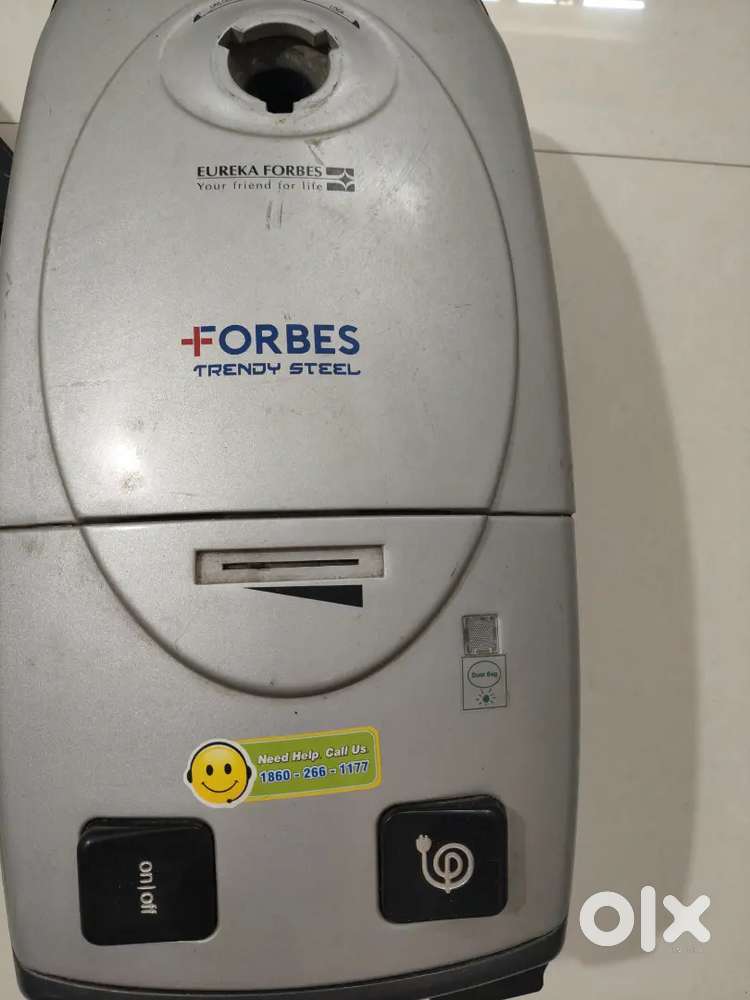 LOCK
EUREKA FORBES
Your friend for life
FORBES
TRENDY STEEL
Dust Bag
Need Help Call Us
1860 - 266 - 1177
on|off
olx